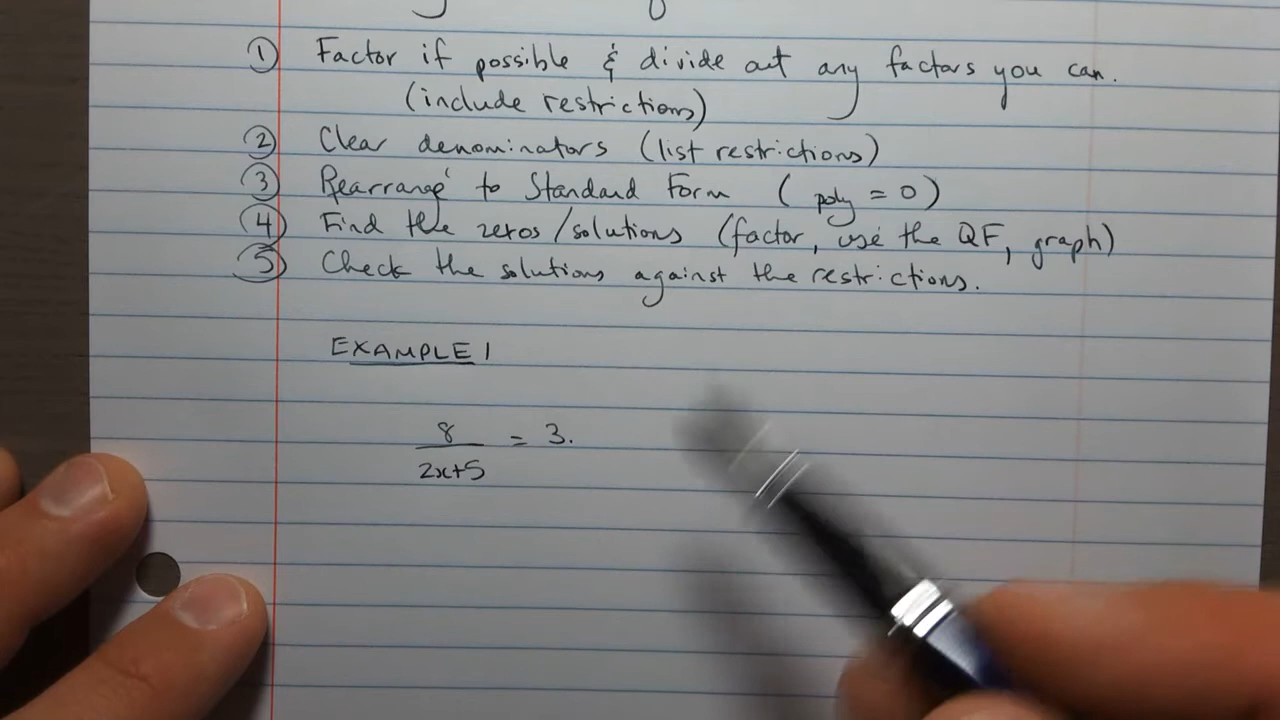 ① Factor if possible & divide out any factors you can.
(include restrictions)
② Clear denominators (list restrictions)
③ Rearrange to Standard Form (poly = 0)
④ Find the zeros/solutions (factor, use the QF, graph)
⑤ Check the solutions against the restrictions.
EXAMPLE 1
8
= 3.
2x+5